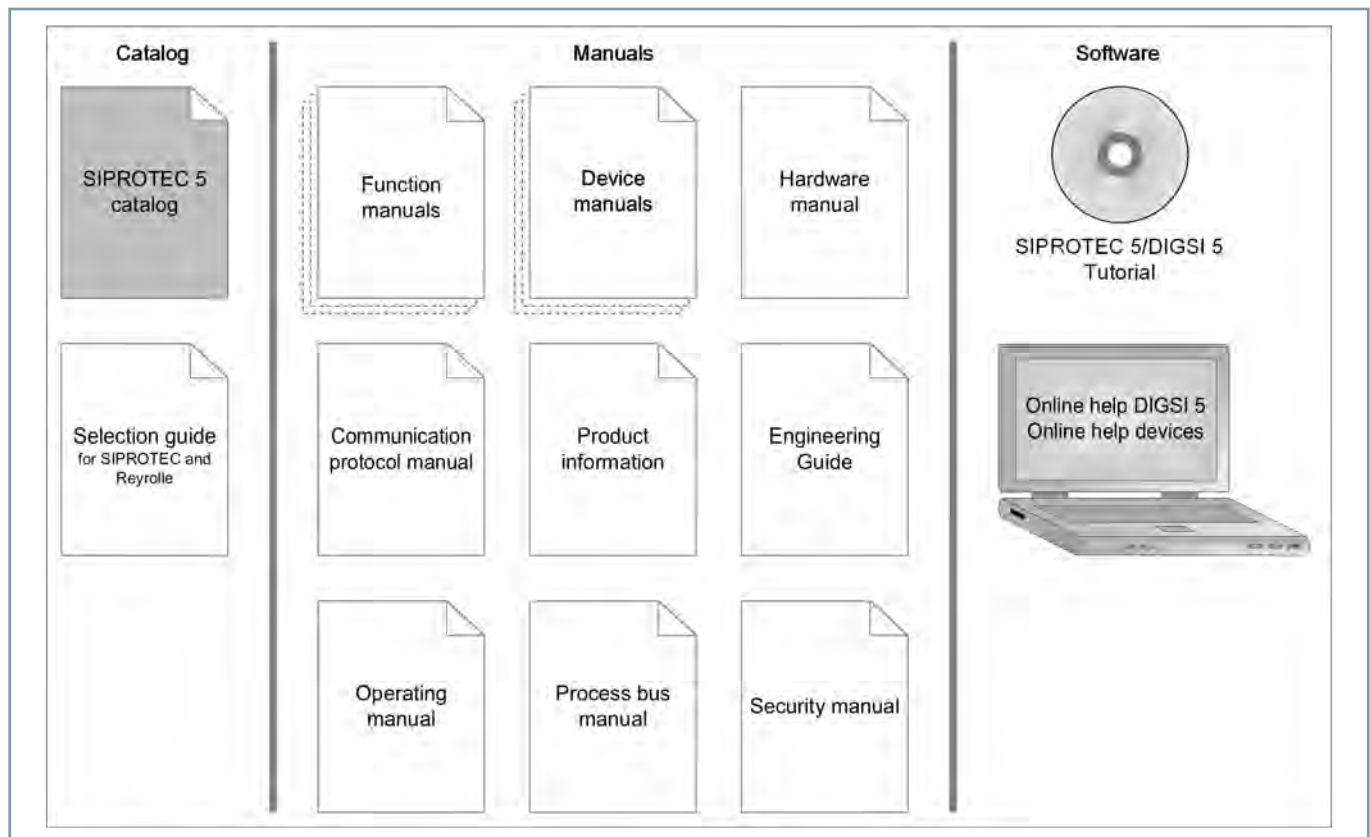 Catalog
SIPROTEC 5
catalog
Selection guide
for SIPROTEC and
Reyrolle
Manuals
Function
manuals
Device
manuals
Hardware
manual
Communication
protocol manual
Product
information
Engineering
Guide
Operating
manual
Process bus
manual
Security manual
Software
SIPROTEC 5/DIGSI 5
Tutorial
Online help DIGSI 5
Online help devices